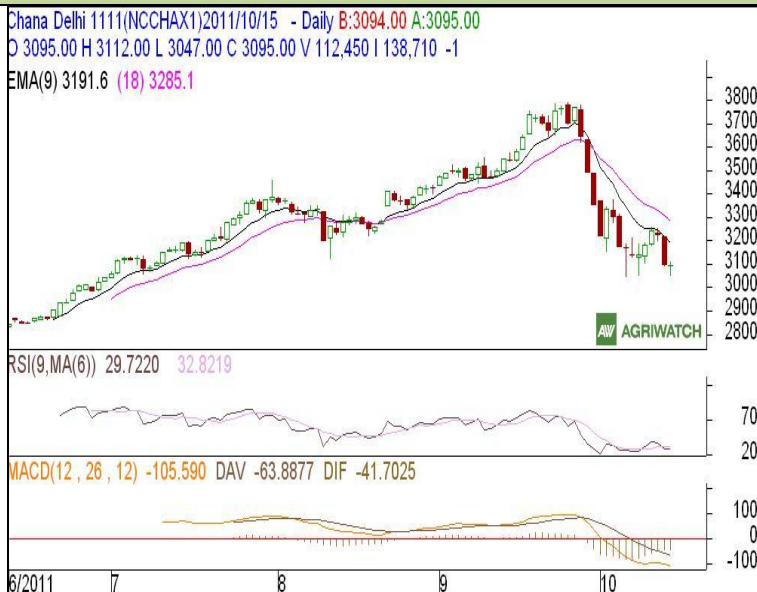 Chana Delhi 1111(NCCHAX1)2011/10/15 - Daily B:3094.00 A:3095.00
O 3095.00 H 3112.00 L 3047.00 C 3095.00 V 112,450 I 138,710 -1
EMA(9) 3191.6 (18) 3285.1
3800
3700
3600
3500
3400
3300
3200
3100
3000
2900
2800
AW AGRIWATCH
RSI(9,MA(6)) 29.7220 32.8219
70
20
MACD(12 , 26 , 12) -105.590 DAV -63.8877 DIF -41.7025
100
0
-100
6/2011 7 8 9 10